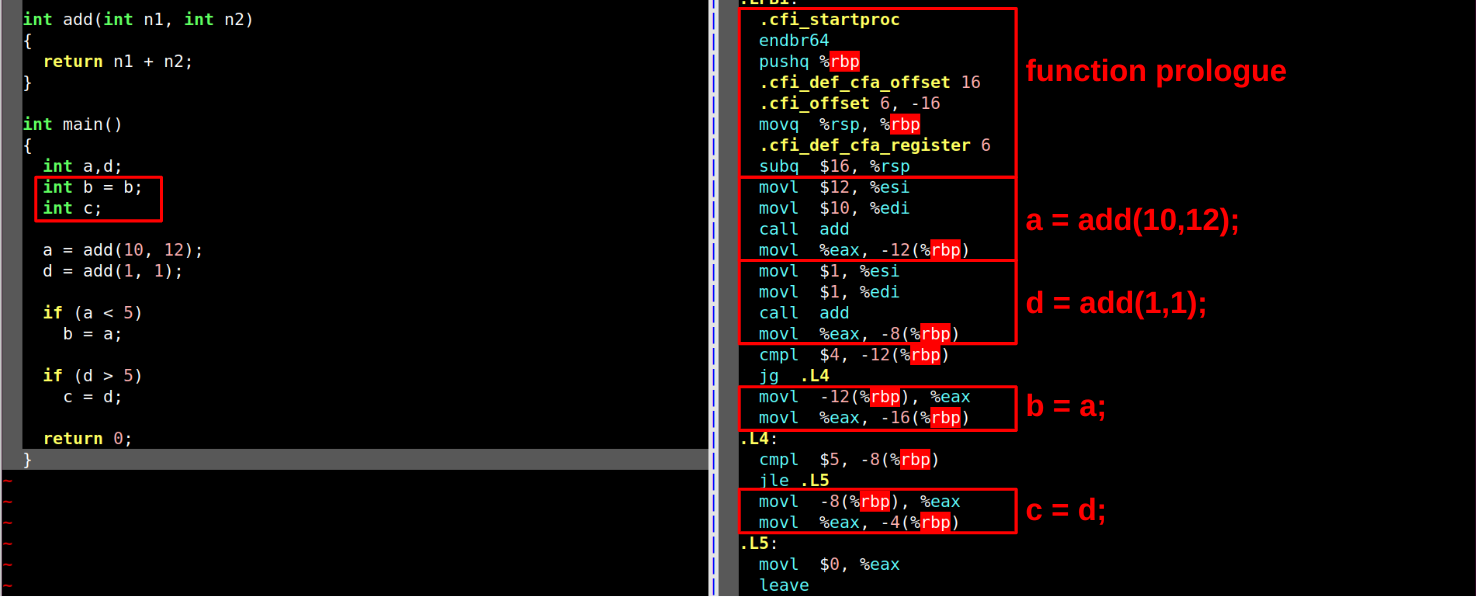 int add(int n1, int n2)
{
return n1 + n2;
}
int main()
{
int a,d;
int b = b;
int c;
a = add(10, 12);
d = add(1, 1);
if (a < 5)
b = a;
if (d > 5)
c = d;
return 0;
}
~
~
~
~
~
~
.cfi_startproc
endbr64
pushq %rbp
.cfi_def_cfa_offset 16
.cfi_offset 6, -16
movq %rsp, %rbp
.cfi_def_cfa_register 6
subq $16, %rsp
function prologue
movl $12, %esi
movl $10, %edi
call add
movl %eax, -12(%rbp)
a = add(10,12);
movl $1, %esi
movl $1, %edi
call add
movl %eax, -8(%rbp)
d = add(1,1);
cmpl $4, -12(%rbp)
jg .L4
movl -12(%rbp), %eax
movl %eax, -16(%rbp)
b = a;
.L4:
cmpl $5, -8(%rbp)
jle .L5
movl -8(%rbp), %eax
movl %eax, -4(%rbp)
c = d;
.L5:
movl $0, %eax
leave